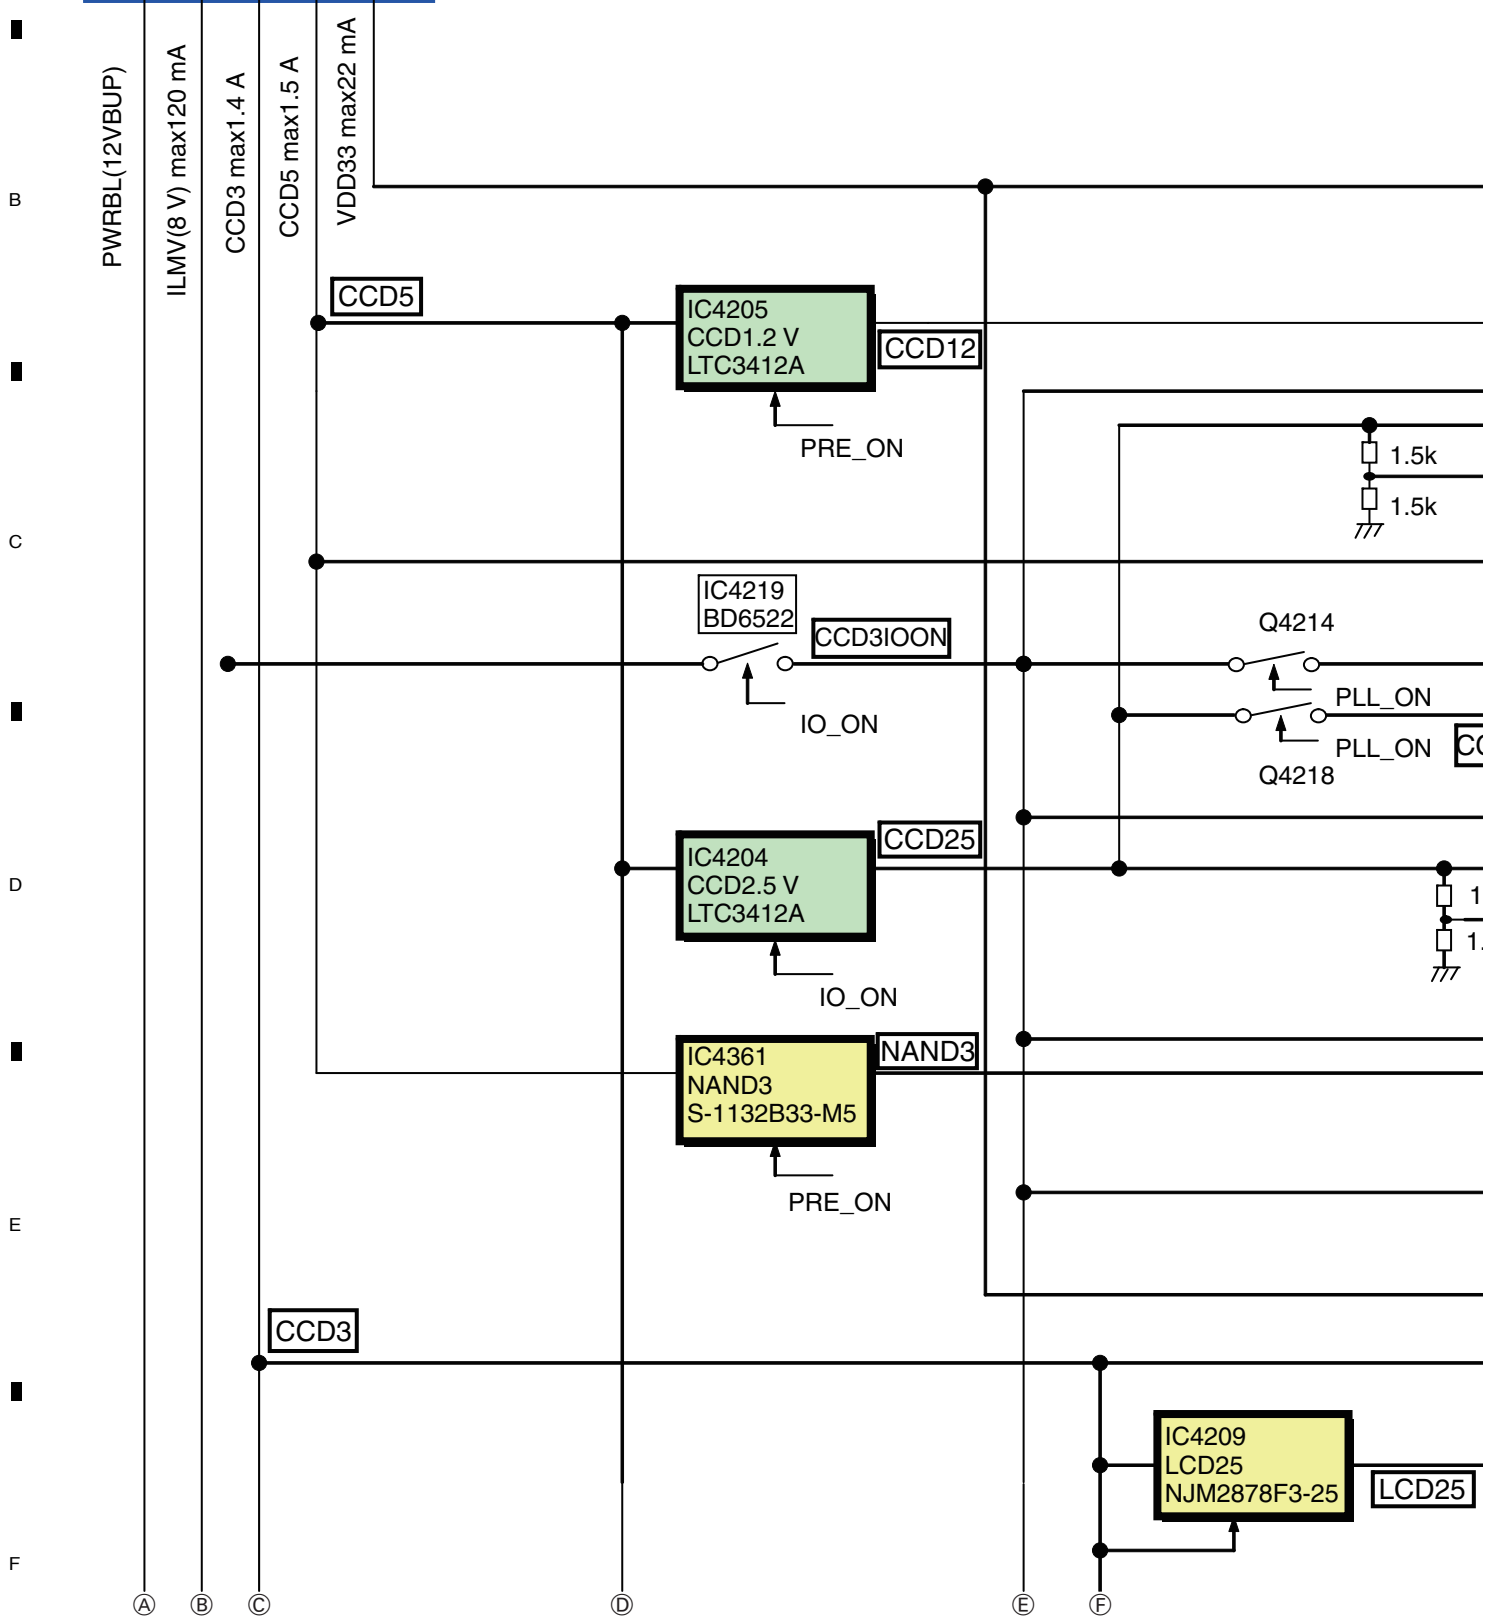 PWRBL(12VBUP)
ILMV(8 V) max120 mA
CCD3 max1.4 A
CCD5 max1.5 A
VDD33 max22 mA
B
CCD5
IC4205
CCD1.2 V
LTC3412A
CCD12
PRE_ON
1.5k
1.5k
C
IC4219
BD6522
CCD3IOON
IO_ON
Q4214
PLL_ON
PLL_ON
Q4218
CCD25
IC4204
CCD2.5 V
LTC3412A
D
IO_ON
NAND3
IC4361
NAND3
S-1132B33-M5
PRE_ON
E
CCD3
IC4209
LCD25
NJM2878F3-25
LCD25
F
Ⓐ Ⓑ Ⓒ Ⓓ Ⓔ Ⓕ